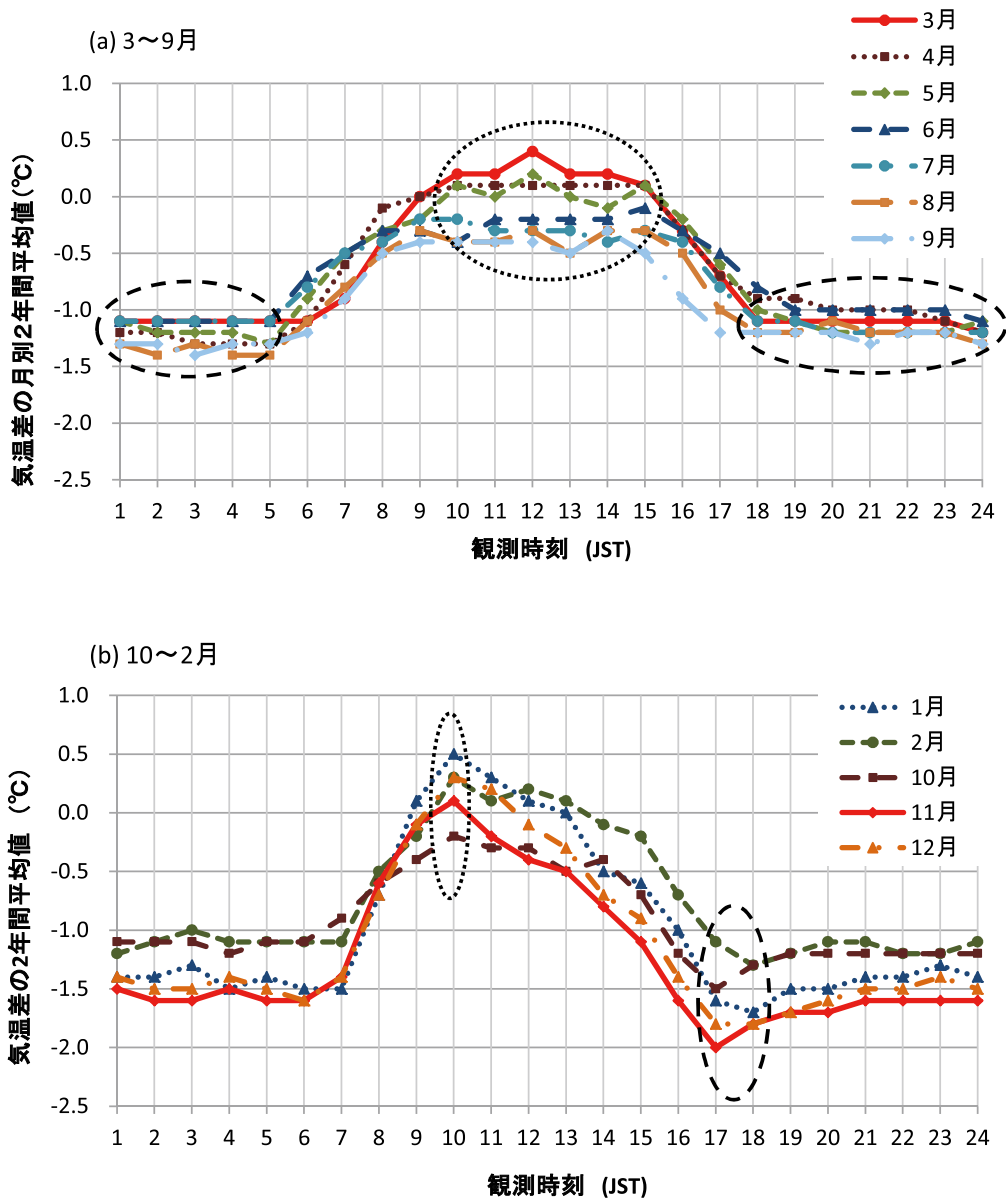 (a) 3～9月
3月
4月
5月
6月
7月
8月
9月
気温差の月別2年間平均値(℃)
1.0
0.5
0.0
-0.5
-1.0
-1.5
-2.0
-2.5
1 2 3 4 5 6 7 8 9 10 11 12 13 14 15 16 17 18 19 20 21 22 23 24
観測時刻 (JST)
(b) 10～2月
1月
2月
10月
11月
12月
気温差の2年間平均値 (℃)
1.0
0.5
0.0
-0.5
-1.0
-1.5
-2.0
-2.5
1 2 3 4 5 6 7 8 9 10 11 12 13 14 15 16 17 18 19 20 21 22 23 24
観測時刻 (JST)